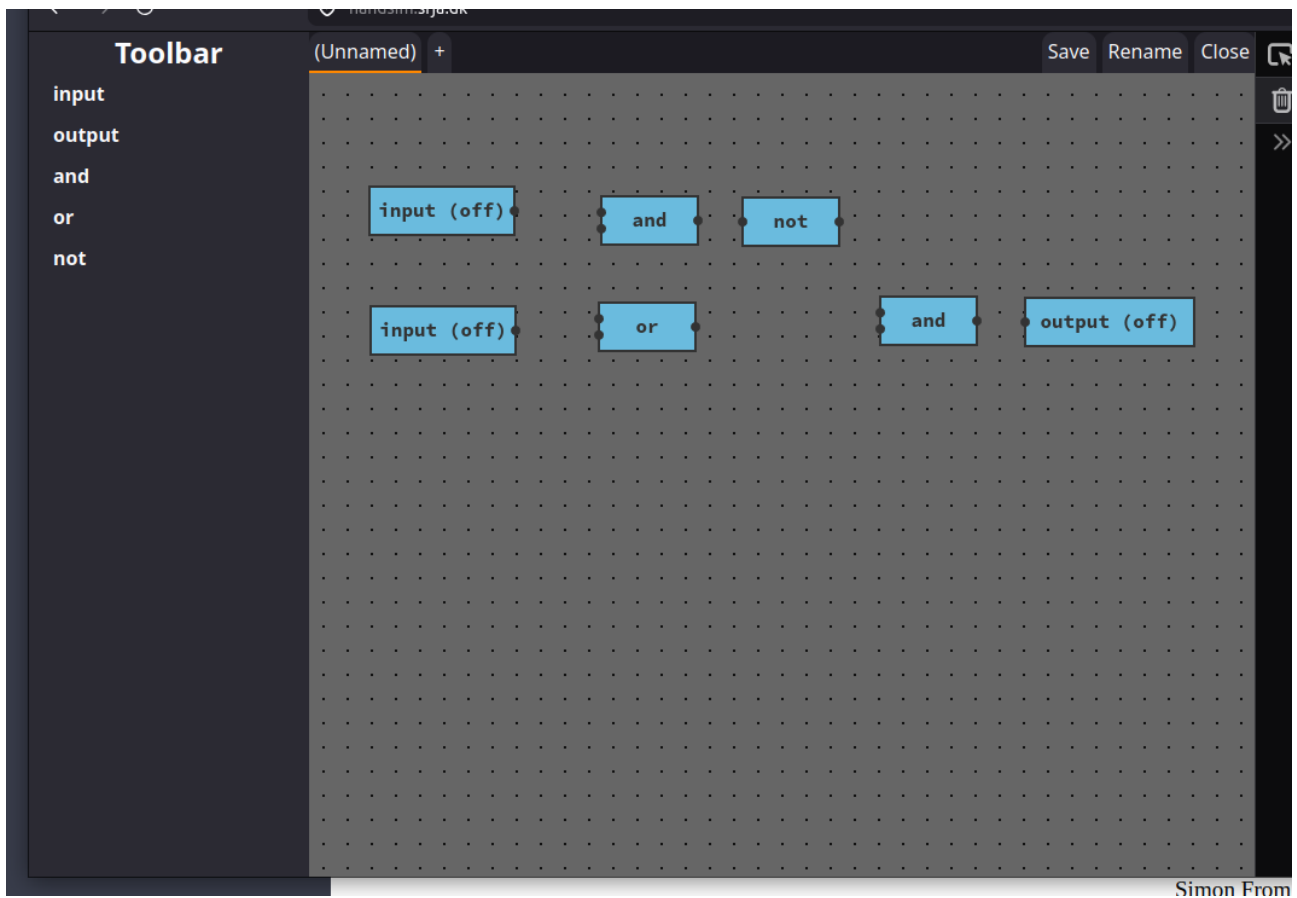 Toolbar
(Unnamed) +
Save Rename Close
input
output
and
or
not
input (off)
and
not
input (off)
or
and
output (off)
Simon From